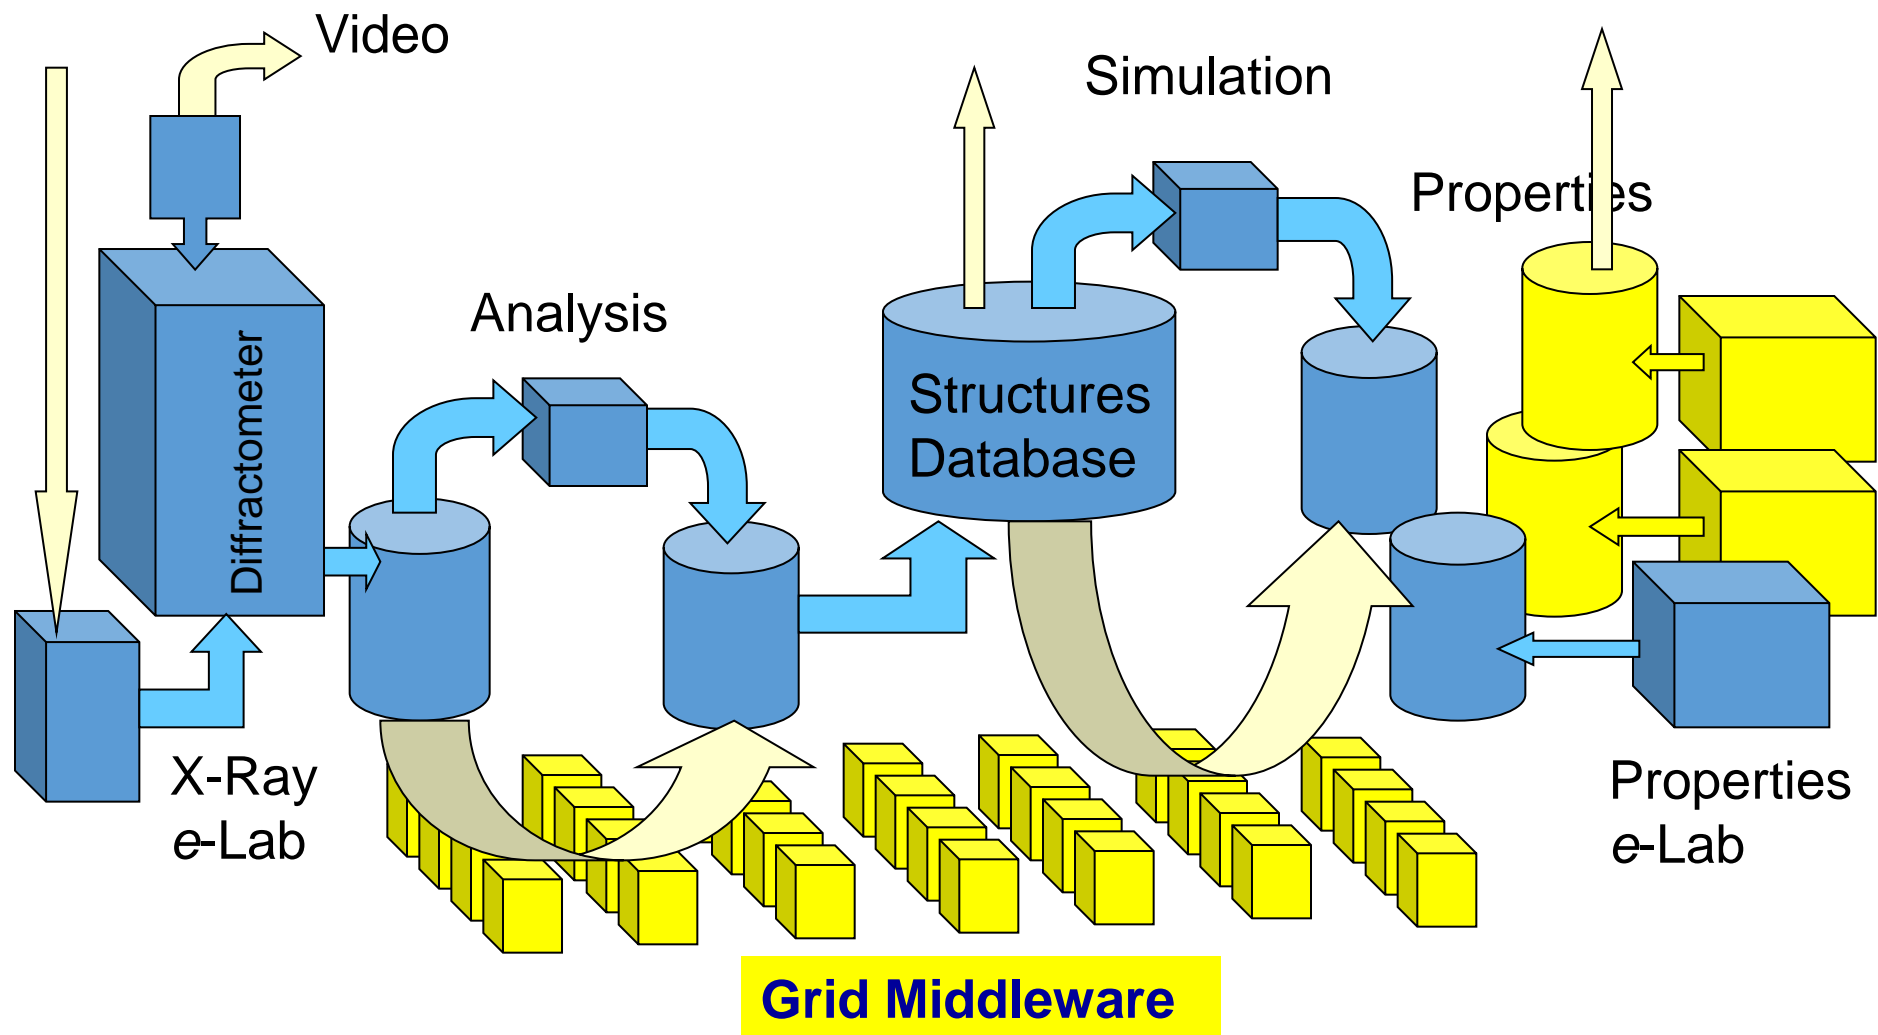 Video
Simulation
Properties
Analysis
Diffractometer
Structures
Database
X-Ray
e-Lab
Properties
e-Lab
Grid Middleware